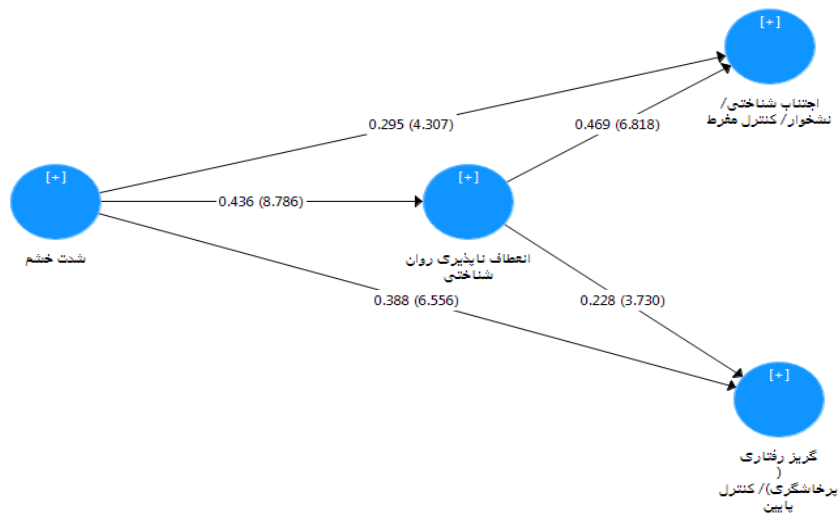 [+]
اجتناب شناختی/
نشخوار/ کنترل مفرط
0.295 (4.307)
0.469 (6.818)
[+]
شدت خشم
0.436 (8.786)
[+]
انعطاف ناپذیری روان
شناختی
0.388 (6.556)
0.228 (3.730)
[+]
گریز رفتاری
(
پرخاشگری)/ کنترل
پایین